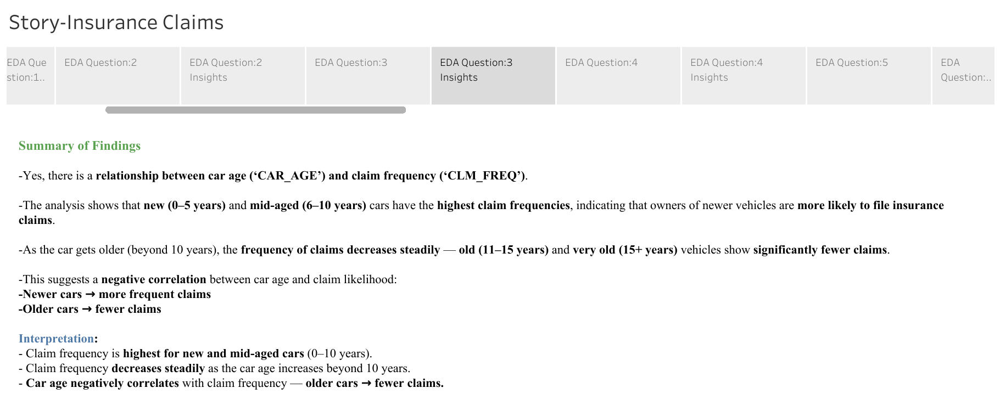 Story-Insurance Claims
EDA Que
stion:1..
EDA Question:2
EDA Question:2
Insights
EDA Question:3
EDA Question:3
Insights
EDA Question:4
EDA Question:4
Insights
EDA Question:5
EDA
Question:..
Summary of Findings
-Yes, there is a relationship between car age (‘CAR_AGE’) and claim frequency (‘CLM_FREQ’).
-The analysis shows that new (0–5 years) and mid-aged (6–10 years) cars have the highest claim frequencies, indicating that owners of newer vehicles are more likely to file insurance
claims.
-As the car gets older (beyond 10 years), the frequency of claims decreases steadily — old (11–15 years) and very old (15+ years) vehicles show significantly fewer claims.
-This suggests a negative correlation between car age and claim likelihood:
-Newer cars → more frequent claims
-Older cars → fewer claims
Interpretation:
- Claim frequency is highest for new and mid-aged cars (0–10 years).
- Claim frequency decreases steadily as the car age increases beyond 10 years.
- Car age negatively correlates with claim frequency — older cars → fewer claims.